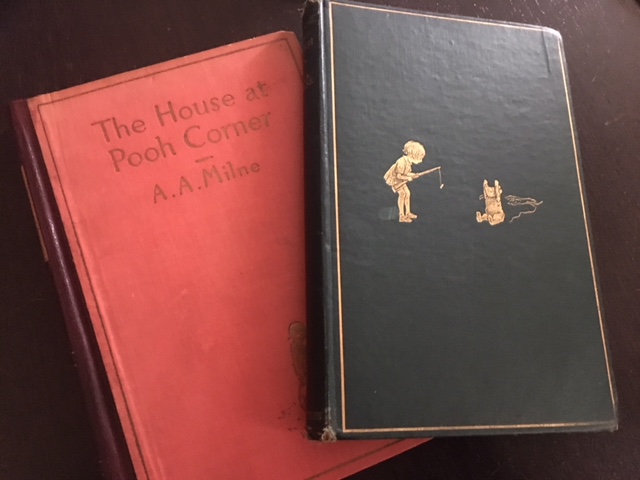 The House at
Pooh Corner
A.A.Milne